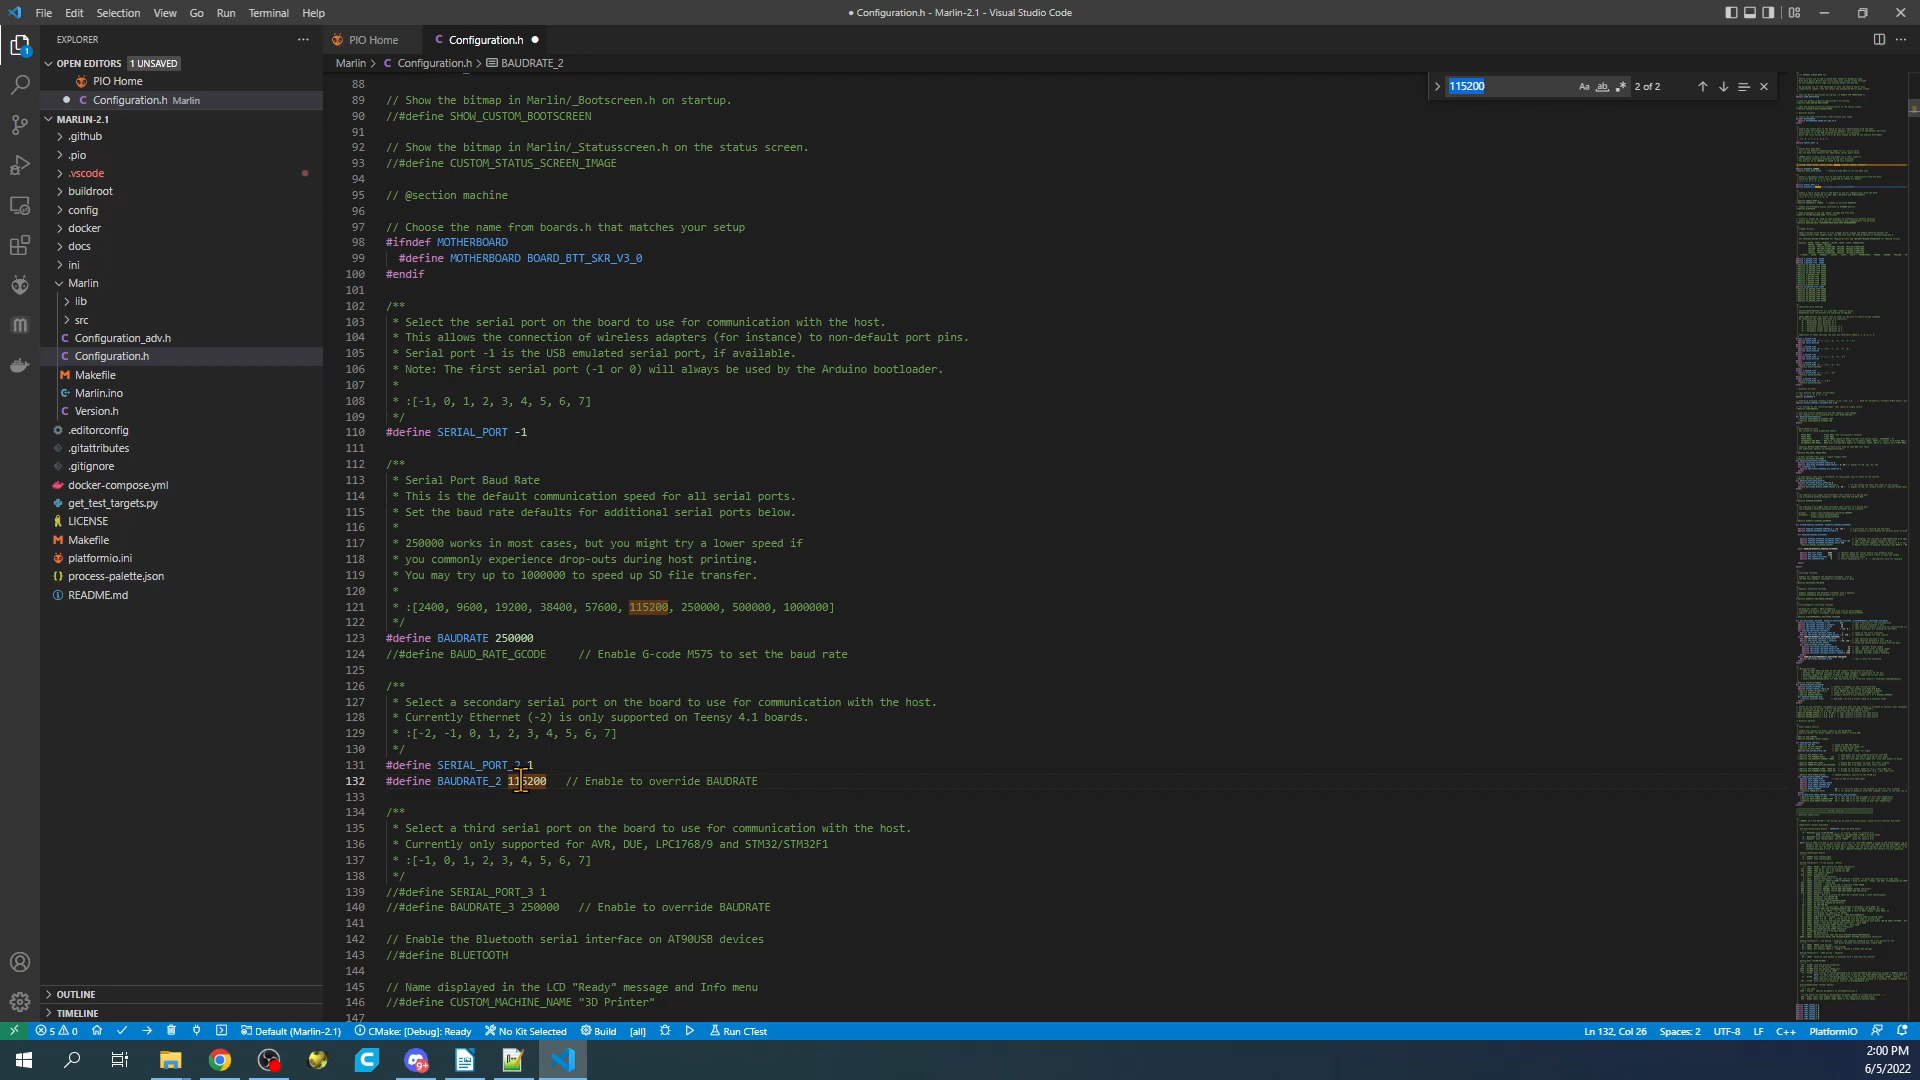 File Edit Selection View Go Run Terminal Help
● Configuration.h - Marlin-2.1 - Visual Studio Code
EXPLORER
OPEN EDITORS 1 UNSAVED
PIO Home
Configuration.h Marlin
MARLIN-2.1
.github
.pio
.vscode
buildroot
config
docker
docs
ini
Marlin
lib
src
Configuration_adv.h
Configuration.h
Makefile
Marlin.ino
Version.h
.editorconfig
.gitattributes
.gitignore
docker-compose.yml
get_test_targets.py
LICENSE
Makefile
platformio.ini
process-palette.json
README.md
OUTLINE
TIMELINE
PIO Home
Configuration.h
Marlin > Configuration.h > BAUDRATE_2
115200 Aa ab 2 of 2
88
89 // Show the bitmap in Marlin/_Bootscreen.h on startup.
90 //#define SHOW_CUSTOM_BOOTSCREEN
91
92 // Show the bitmap in Marlin/_Statusscreen.h on the status screen.
93 //#define CUSTOM_STATUS_SCREEN_IMAGE
94
95 // @section machine
96
97 // Choose the name from boards.h that matches your setup
98 #ifndef MOTHERBOARD
99 #define MOTHERBOARD BOARD_BTT_SKR_V3_0
100 #endif
101
102 /**
103 * Select the serial port on the board to use for communication with the host.
104 * This allows the connection of wireless adapters (for instance) to non-default port pins.
105 * Serial port -1 is the USB emulated serial port, if available.
106 * Note: The first serial port (-1 or 0) will always be used by the Arduino bootloader.
107 *
108 * :[-1, 0, 1, 2, 3, 4, 5, 6, 7]
109 */
110 #define SERIAL_PORT -1
111
112 /**
113 * Serial Port Baud Rate
114 * This is the default communication speed for all serial ports.
115 * Set the baud rate defaults for additional serial ports below.
116 *
117 * 250000 works in most cases, but you might try a lower speed if
118 * you commonly experience drop-outs during host printing.
119 * You may try up to 1000000 to speed up SD file transfer.
120 *
121 * :[2400, 9600, 19200, 38400, 57600, 115200, 250000, 500000, 1000000]
122 */
123 #define BAUDRATE 250000
124 //#define BAUD_RATE_GCODE // Enable G-code M575 to set the baud rate
125
126 /**
127 * Select a secondary serial port on the board to use for communication with the host.
128 * Currently Ethernet (-2) is only supported on Teensy 4.1 boards.
129 * :[-2, -1, 0, 1, 2, 3, 4, 5, 6, 7]
130 */
131 #define SERIAL_PORT_2 1
132 #define BAUDRATE_2 115200 // Enable to override BAUDRATE
133
134 /**
135 * Select a third serial port on the board to use for communication with the host.
136 * Currently only supported for AVR, DUE, LPC1768/9 and STM32/STM32F1
137 * :[-1, 0, 1, 2, 3, 4, 5, 6, 7]
138 */
139 //#define SERIAL_PORT_3 1
140 //#define BAUDRATE_3 250000 // Enable to override BAUDRATE
141
142 // Enable the Bluetooth serial interface on AT90USB devices
143 //#define BLUETOOTH
144
145 // Name displayed in the LCD "Ready" message and Info menu
146 //#define CUSTOM_MACHINE_NAME "3D Printer"
147
5 0 Default (Marlin-2.1) CMake: [Debug]: Ready No Kit Selected Build [all] Run CTest Ln 132, Col 26 Spaces: 2 UTF-8 LF C++ PlatformIO
2:00 PM
6/5/2022